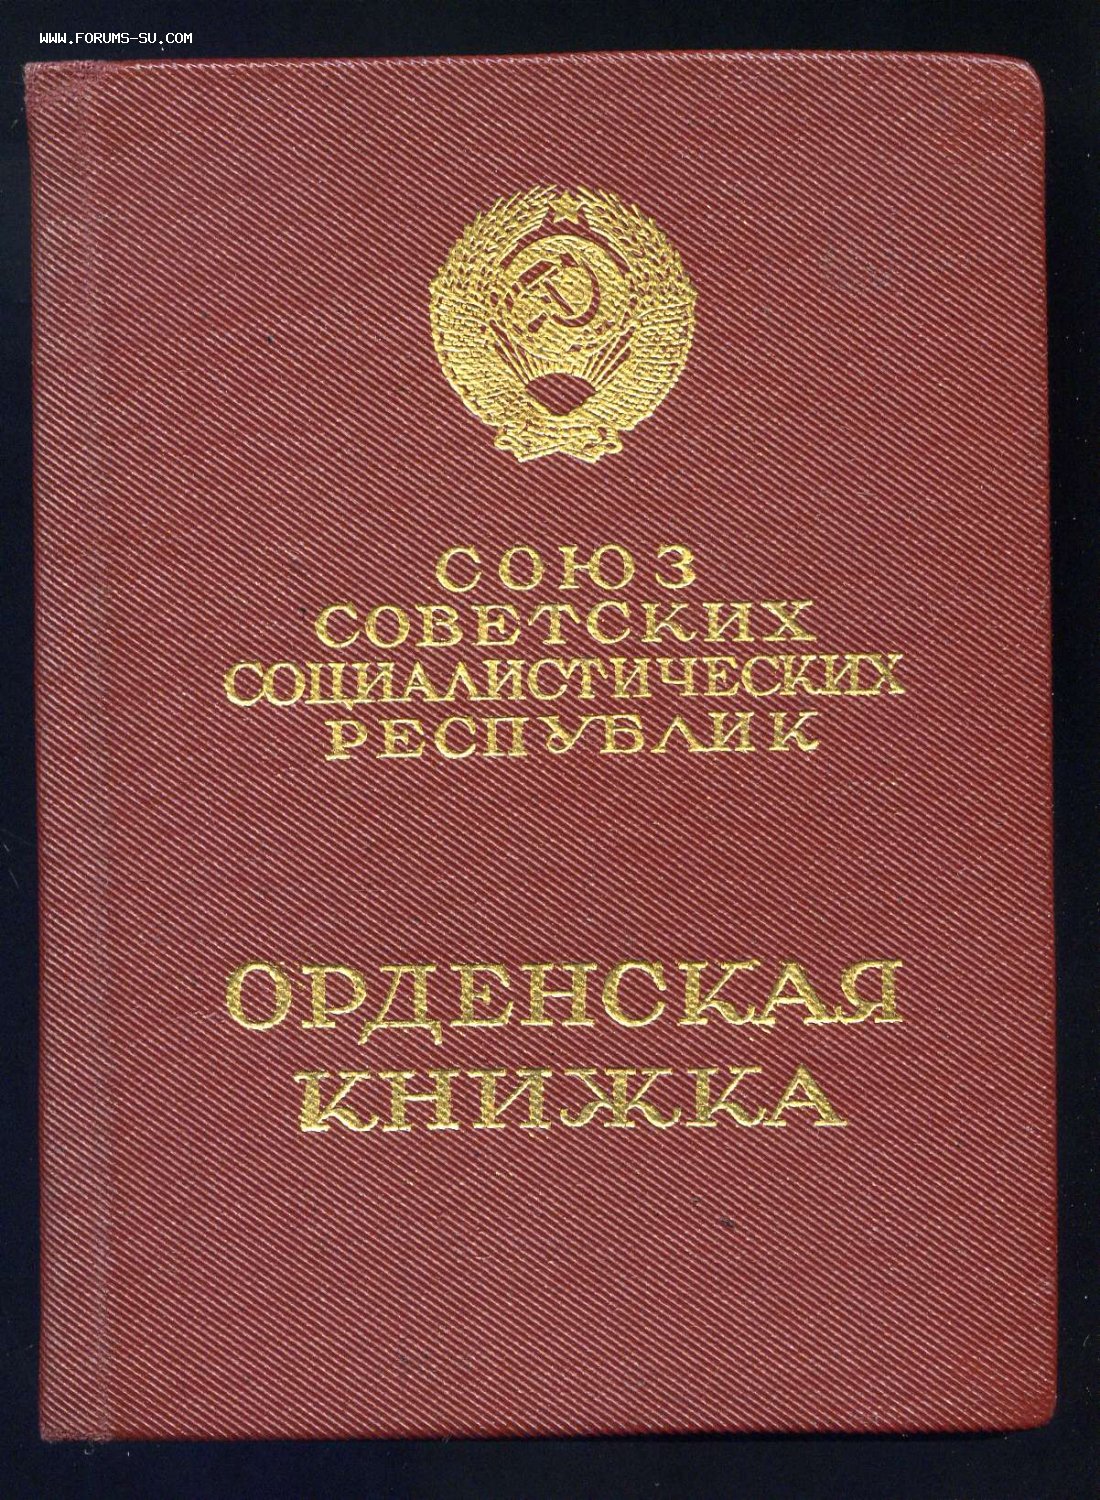 WWW.FORUMS-SU.COM
СОЮЗ
СОВЕТСКИХ
СОЦИАЛИСТИЧЕСКИХ
РЕСПУБЛИК
ОРДЕНСКАЯ
КНИЖКА